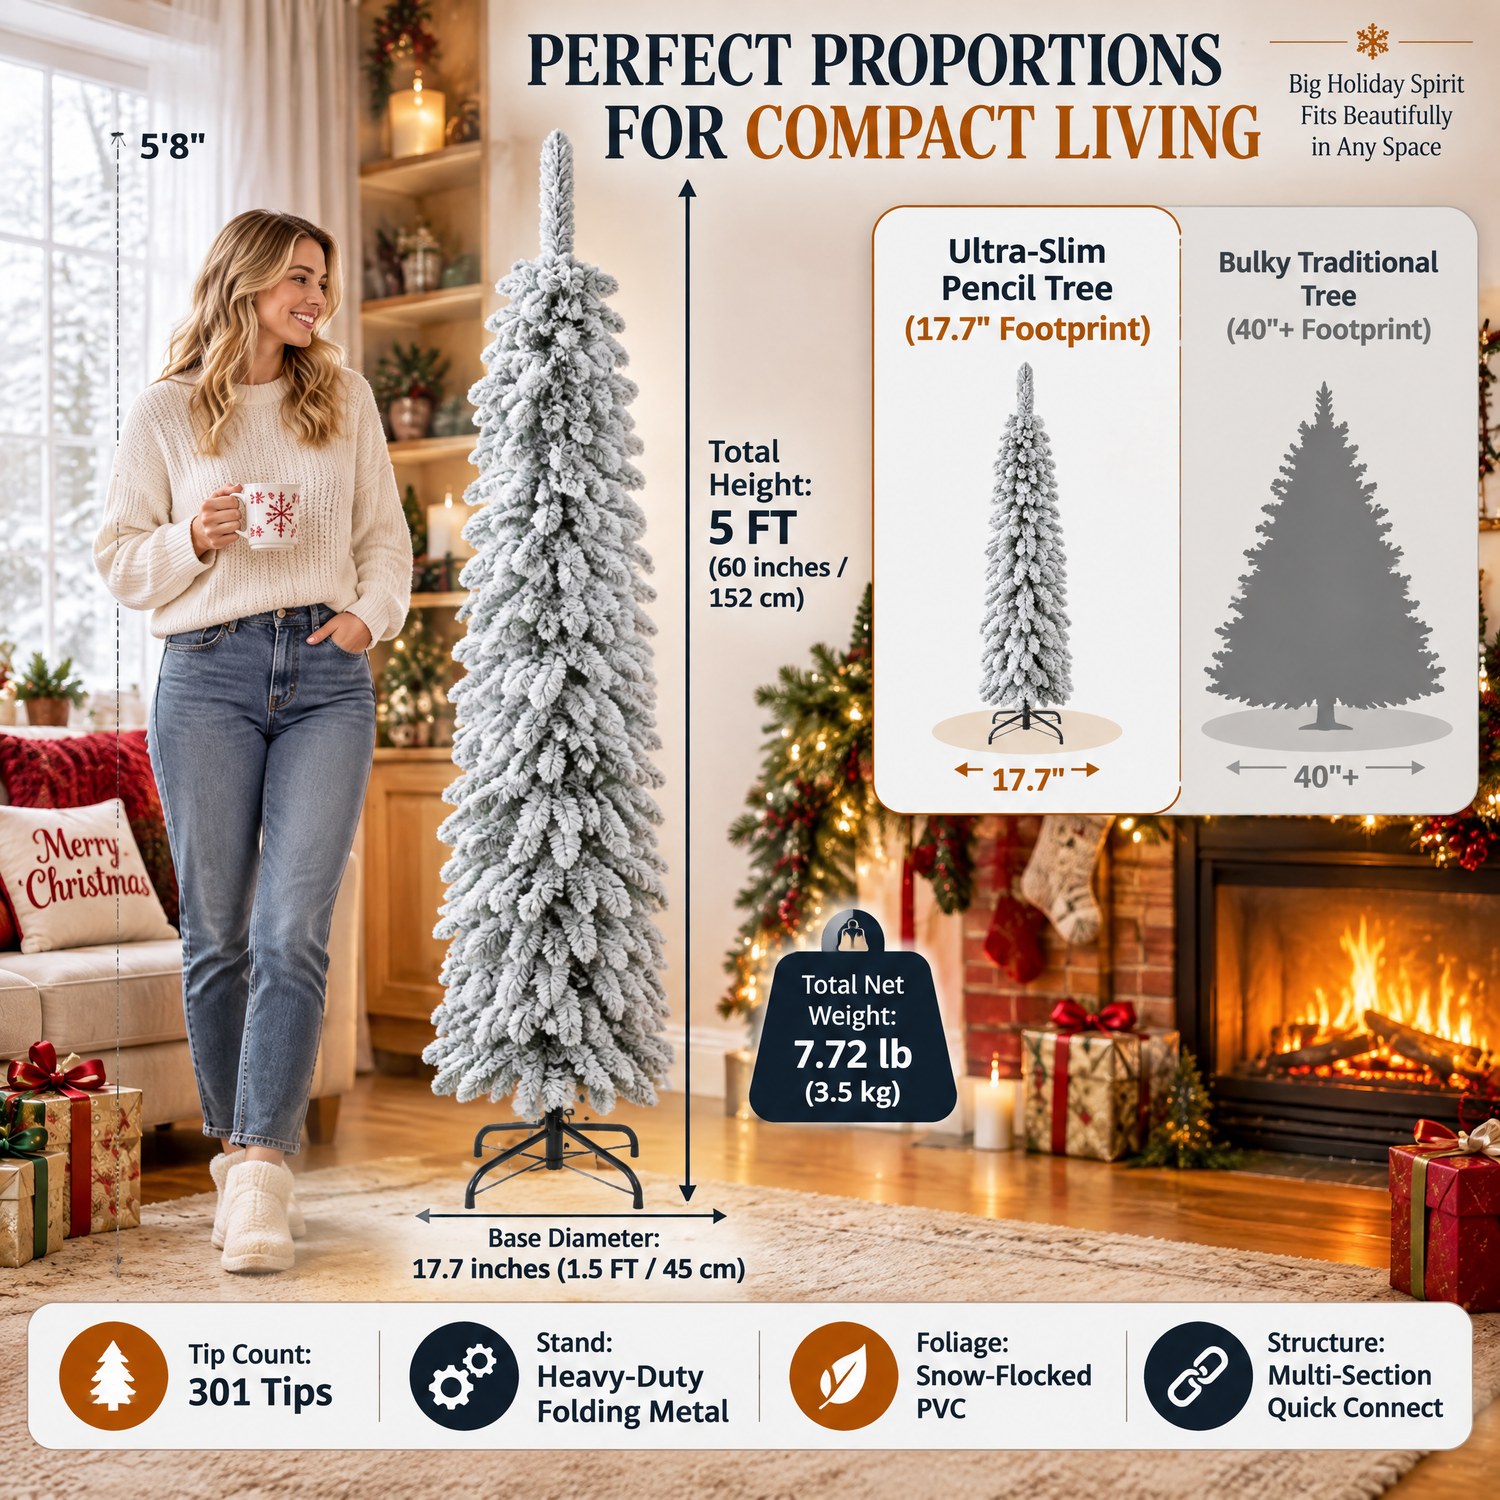 PERFECT PROPORTIONS
FOR COMPACT LIVING
Big Holiday Spirit
Fits Beautifully
in Any Space
5'8"
Ultra-Slim
Pencil Tree
(17.7" Footprint)
17.7"
Bulky Traditional
Tree
(40"+ Footprint)
40"+
Total
Height:
5 FT
(60 inches /
152 cm)
Merry
Christmas
Total Net
Weight:
7.72 lb
(3.5 kg)
Base Diameter:
17.7 inches (1.5 FT / 45 cm)
Tip Count:
301 Tips
Stand:
Heavy-Duty
Folding Metal
Foliage:
Snow-Flocked
PVC
Structure:
Multi-Section
Quick Connect